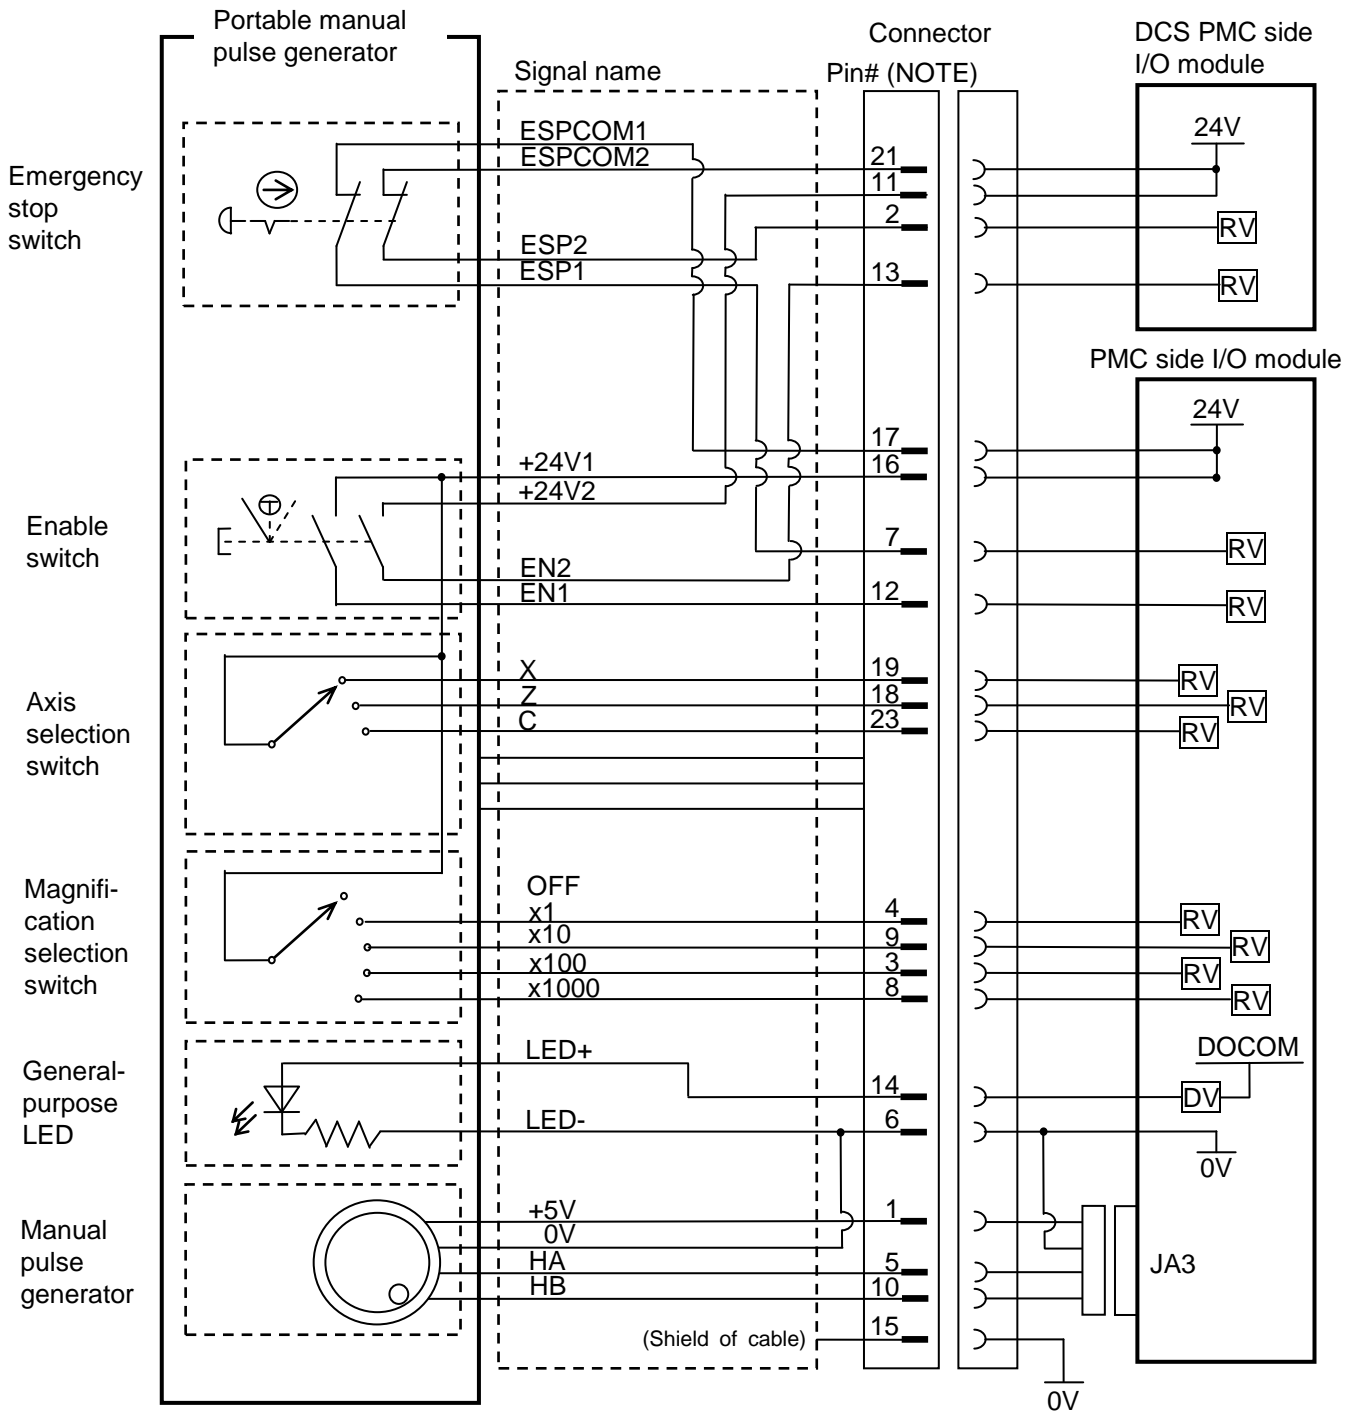 Portable manual
pulse generator
Signal name
Connector
Pin# (NOTE)
DCS PMC side
I/O module
Emergency
stop
switch
ESPCOM1
ESPCOM2
ESP2
ESP1
21
11
2
13
24V
RV
RV
PMC side I/O module
24V
Enable
switch
+24V1
+24V2
EN2
EN1
17
16
7
12
RV
RV
Axis
selection
switch
X
Z
C
19
18
23
RV
RV
RV
Magnifi-
cation
selection
switch
OFF
x1
x10
x100
x1000
4
9
3
8
RV
RV
RV
RV
General-
purpose
LED
LED+
LED-
14
6
DOCOM
DV
0V
Manual
pulse
generator
+5V
0V
HA
HB
1
5
10
JA3
(Shield of cable)
15
0V